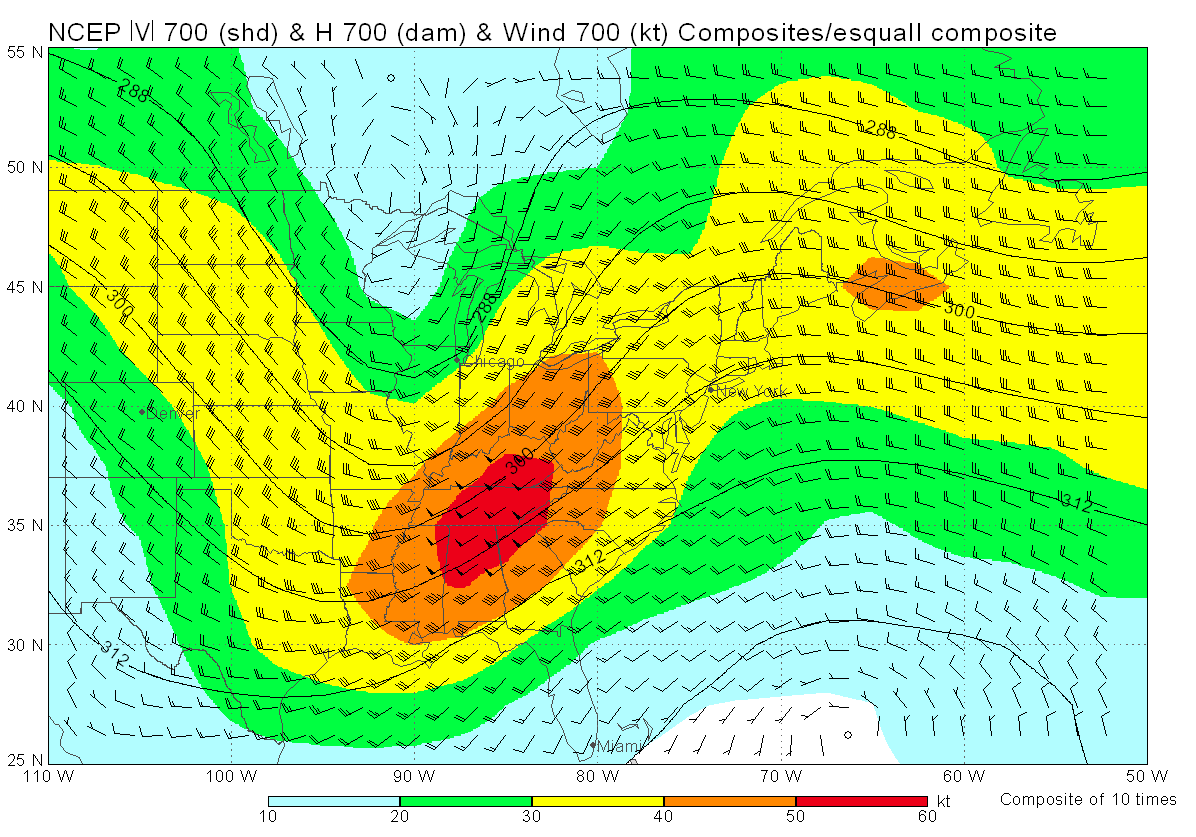 NCEP |V| 700 (shd) & H 700 (dam) & Wind 700 (kt) Composites/esquall composite
55 N
288
288
50 N
45 N
300
288
300
Chicago
New York
40 N
Denver
300
312
35 N
312
30 N
312
Miami
25 N
110 W 100 W 90 W 80 W 70 W 60 W 50 W
kt Composite of 10 times
10 20 30 40 50 60